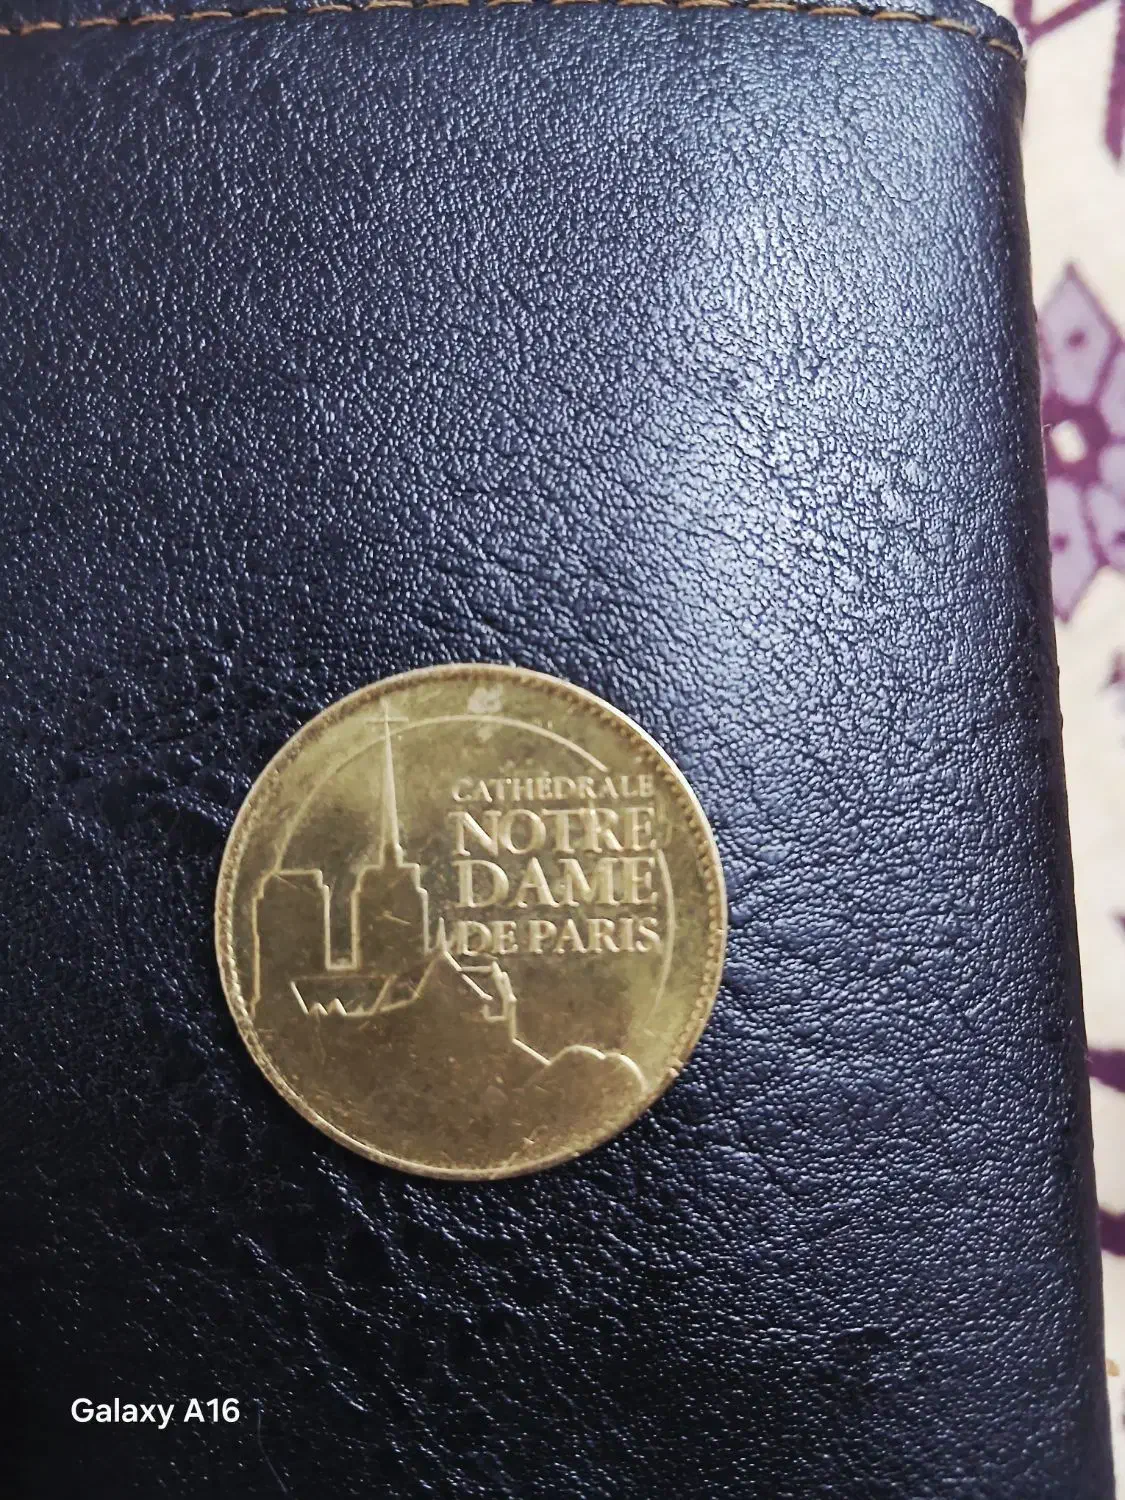 CATHÉDRALE
NOTRE
DAME
DE PARIS
Galaxy A16